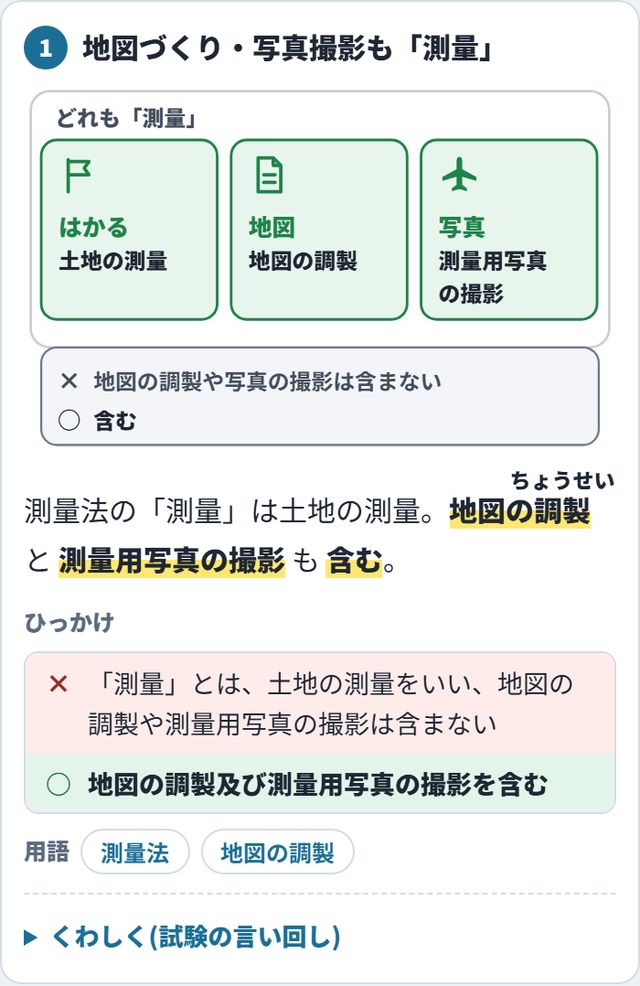 1 地図づくり・写真撮影も「測量」
どれも「測量」
はかる
土地の測量
地図
地図の調製
写真
測量用写真
の撮影
× 地図の調製や写真の撮影は含まない
○ 含む
ちょうせい
測量法の「測量」は土地の測量。地図の調製
と 測量用写真の撮影 も 含む。
ひっかけ
× 「測量」とは、土地の測量をいい、地図の
調製や測量用写真の撮影は含まない
○ 地図の調製及び測量用写真の撮影を含む
用語 測量法 地図の調製
▶ くわしく(試験の言い回し)